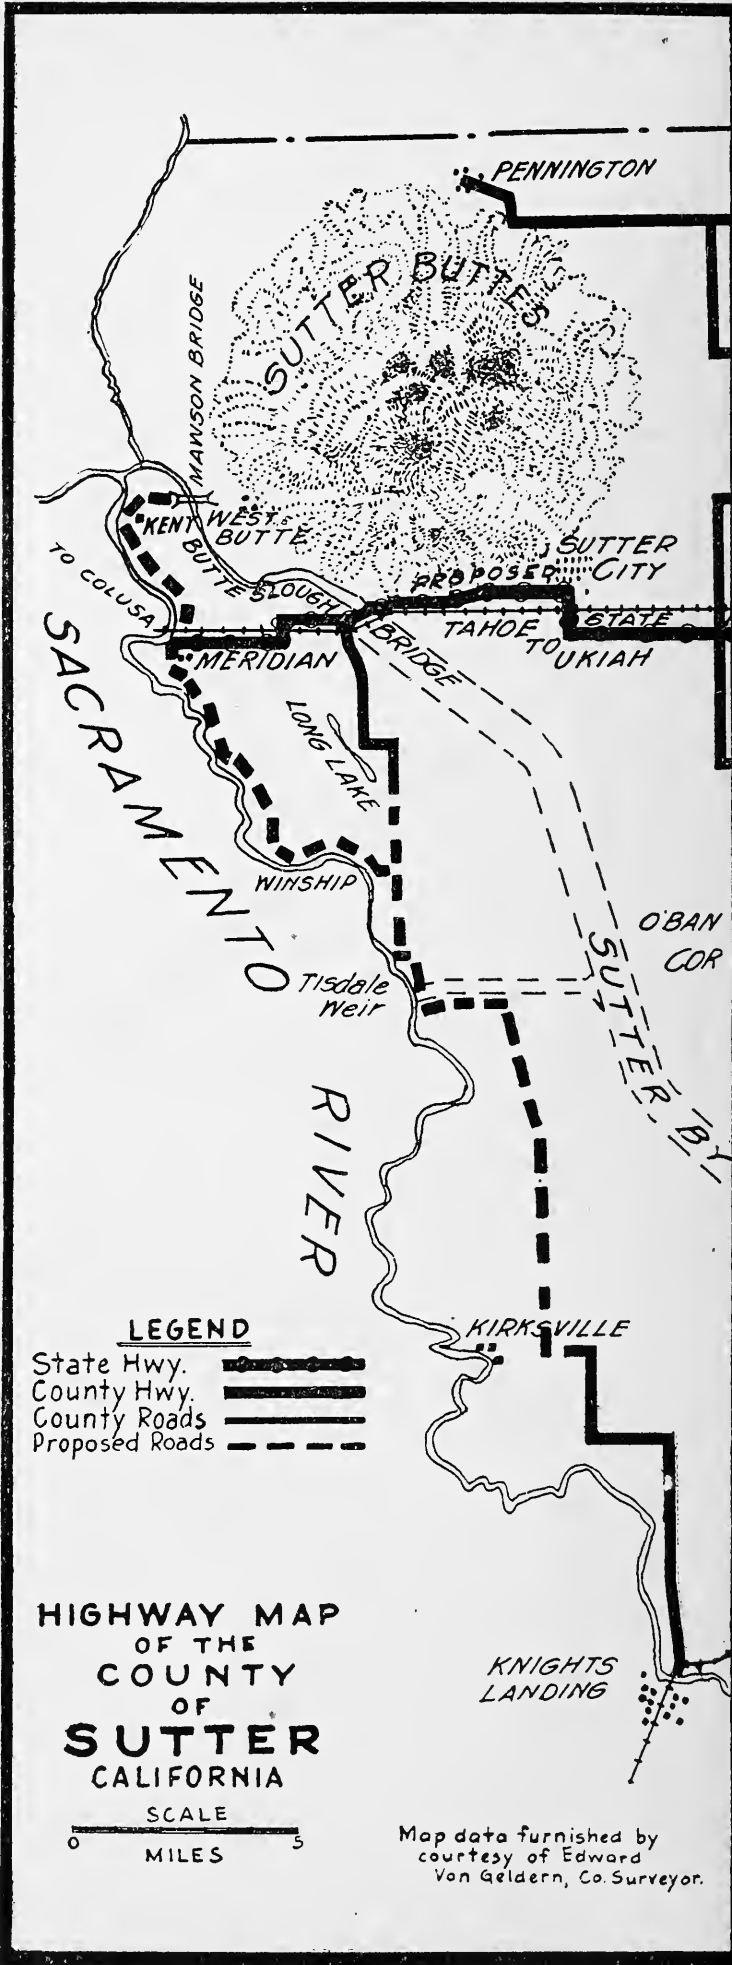 PENNINGTON
SUTTER BUTTES
MAWSON BRIDGE
KENT
WEST
BUTTE
BUTTE SLOUGH
TO COLUSA
SUTTER
CITY
PROPOSED
STATE
TAHOE
TO
UKIAH
BRIDGE
MERIDIAN
LONG LAKE
SACRAMENTO
RIVER
WINSHIP
O'BAN
COR
Tisdale
Weir
SUTTER BY
KIRKSVILLE
LEGEND
State Hwy.
County Hwy.
County Roads
Proposed Roads
HIGHWAY MAP
OF THE
COUNTY
OF
SUTTER
CALIFORNIA
SCALE
0 5
MILES
KNIGHTS
LANDING
Map data furnished by
courtesy of Edward
Von Geldern, Co. Surveyor.